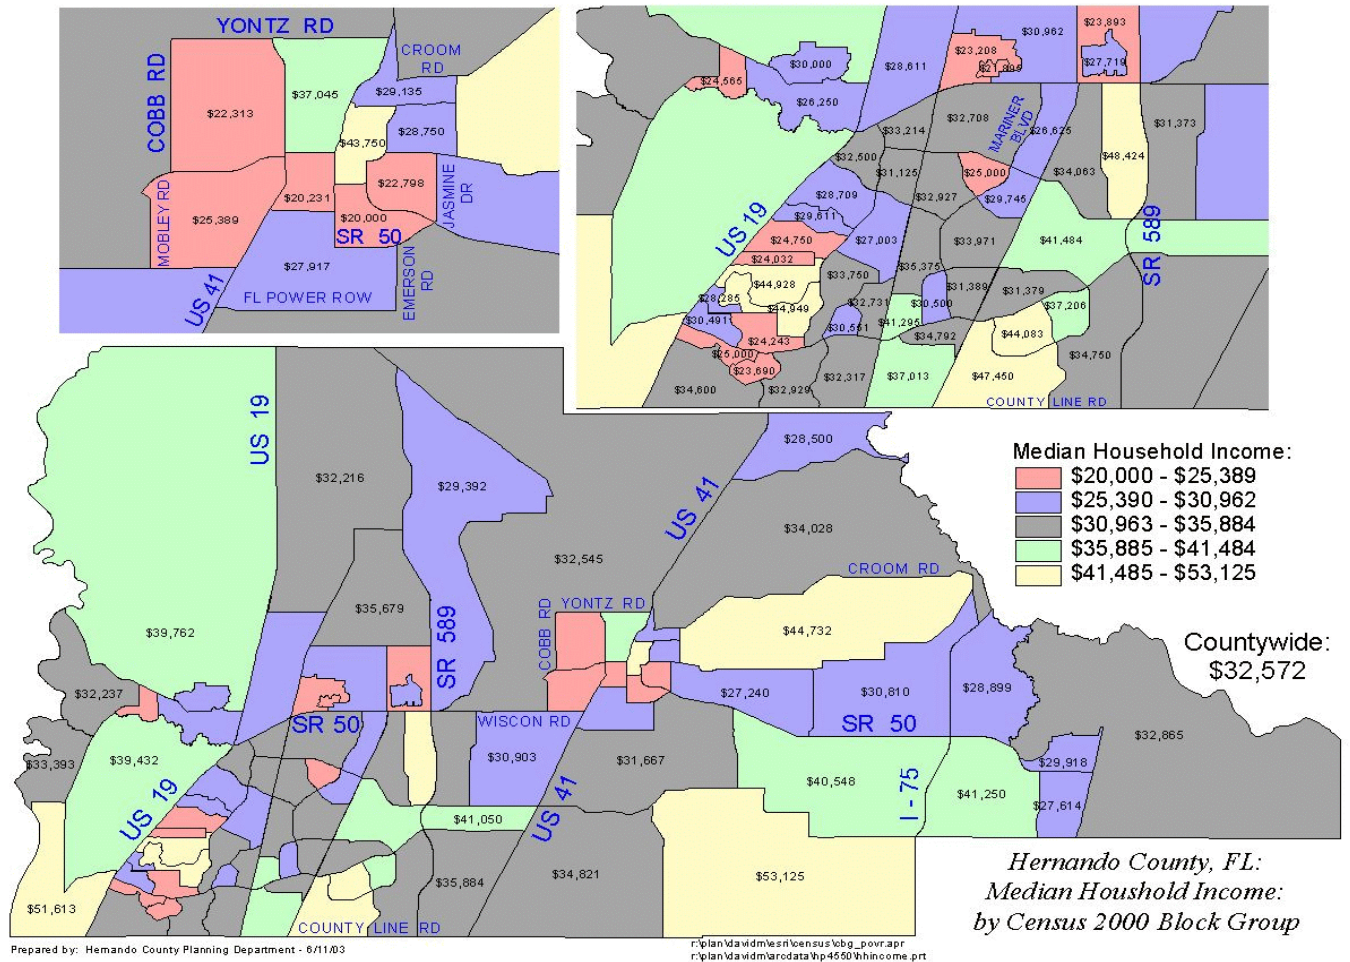 YONTZ RD
COBB RD
CROOM
RD
$29,135
$37,045
$22,313
$28,750
$43,750
$22,798
$20,231
$25,389
$20,000
MOBLEY RD
JASMINE
DR
SR 50
EMERSON
RD
$27,917
FL POWER ROW
US 41
$23,893
$30,962
$23,208
$30,000
$28,611
$27,719
$24,565
$26,250
$32,708
MARINER
BLVD
$26,625
$31,373
$33,214
$48,424
$32,500
$31,125
$25,000
$34,063
$28,709
$32,927
$29,745
$29,611
US 19
SR 589
$24,750
$27,003
$33,971
$41,484
$24,032
$35,375
$33,750
$44,928
$31,389
$31,379
$28,285
$32,731
$30,500
$37,206
$44,949
$30,491
$30,551
$41,295
$34,792
$44,083
$24,243
$25,000
$34,750
$23,690
$34,600
$32,929
$32,317
$37,013
$47,450
COUNTY LINE RD
US 19
$28,500
Median Household Income:
$20,000 - $25,389
$25,390 - $30,962
$30,963 - $35,884
$35,885 - $41,484
$41,485 - $53,125
$32,216
$29,392
US 41
$34,028
$32,545
CROOM RD
YONTZ RD
COBB RD
$35,679
SR 589
$39,762
$44,732
Countywide:
$32,572
$32,237
$27,240
$30,810
$28,899
SR 50
WISCON RD
SR 50
$32,865
$33,393
$39,432
$30,903
$31,667
$29,918
US 19
US 41
$40,548
I - 75
$41,250
$27,614
$41,050
$35,884
$34,821
$53,125
$51,613
COUNTY LINE RD
Hernando County, FL:
Median Houshold Income:
by Census 2000 Block Group
Prepared by: Hernando County Planning Department - 6/11/03
r:\plan\davidm\esri\census\cbg_povr.apr
r:\plan\davidm\arcdata\hp4550\hhincome.prt